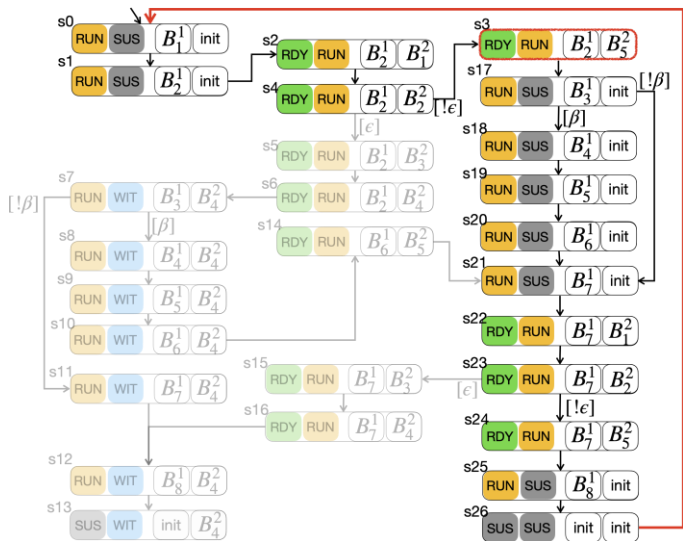 s0
RUN SUS B₁¹ init
s1
RUN SUS B₂¹ init
s2
RDY RUN B₂¹ B₁²
s4
RDY RUN B₂¹ B₂²
[!ϵ]
[ϵ]
s5
RDY RUN B₂¹ B₃²
s6
RDY RUN B₂¹ B₄²
s7
RUN WIT B₃¹ B₄²
[!β]
[β]
s8
RUN WIT B₄¹ B₄²
s9
RUN WIT B₅¹ B₄²
s10
RUN WIT B₆¹ B₄²
s14
RDY RUN B₆¹ B₅²
s11
RUN WIT B₇¹ B₄²
s15
RDY RUN B₇¹ B₃²
s16
RDY RUN B₇¹ B₄²
s12
RUN WIT B₈¹ B₄²
s13
SUS WIT init B₄²
s3
RDY RUN B₂¹ B₅²
s17
RUN SUS B₃¹ init
[!β]
[β]
s18
RUN SUS B₄¹ init
s19
RUN SUS B₅¹ init
s20
RUN SUS B₆¹ init
s21
RUN SUS B₇¹ init
s22
RDY RUN B₇¹ B₁²
s23
RDY RUN B₇¹ B₂²
[ϵ]
[!ϵ]
s24
RDY RUN B₇¹ B₅²
s25
RUN SUS B₈¹ init
s26
SUS SUS init init